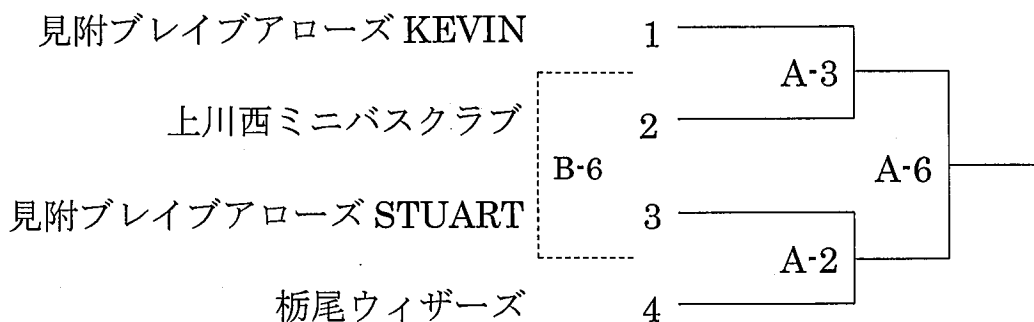 見附ブレイブアローズ KEVIN 1
A-3
上川西ミニバスクラブ 2
B-6
A-6
見附ブレイブアローズ STUART 3
A-2
栃尾ウィザーズ 4